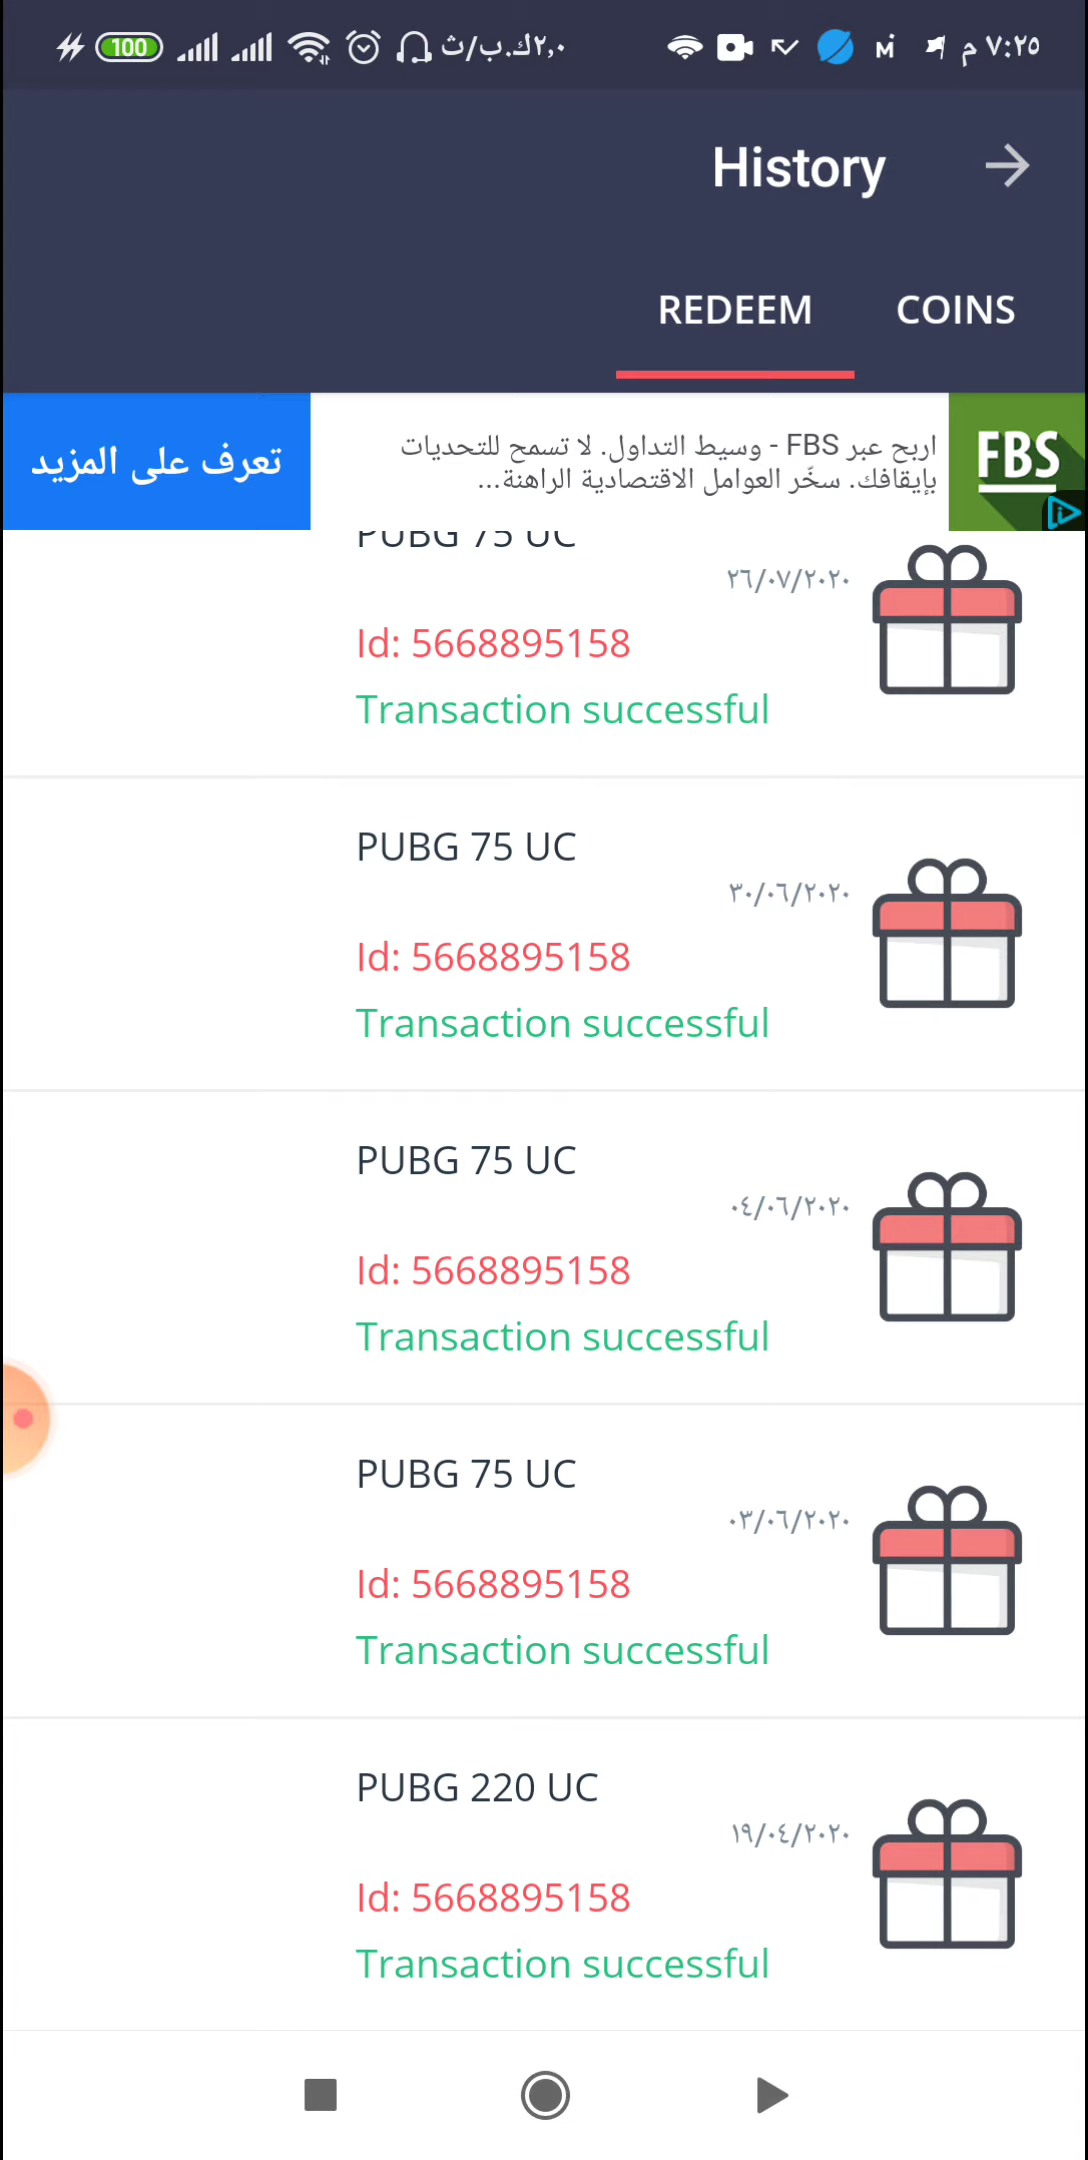 100 ٢,٠ك.ب/ث ٧:٢٥ م
History
REDEEM COINS
FBS
اربح عبر FBS - وسيط التداول. لا تسمح للتحديات
بإيقافك. سخّر العوامل الاقتصادية الراهنة...
تعرف على المزيد
PUBG 75 UC
٢٦/٠٧/٢٠٢٠
Id: 5668895158
Transaction successful
PUBG 75 UC
٣٠/٠٦/٢٠٢٠
Id: 5668895158
Transaction successful
PUBG 75 UC
٠٤/٠٦/٢٠٢٠
Id: 5668895158
Transaction successful
PUBG 75 UC
٠٣/٠٦/٢٠٢٠
Id: 5668895158
Transaction successful
PUBG 220 UC
١٩/٠٤/٢٠٢٠
Id: 5668895158
Transaction successful